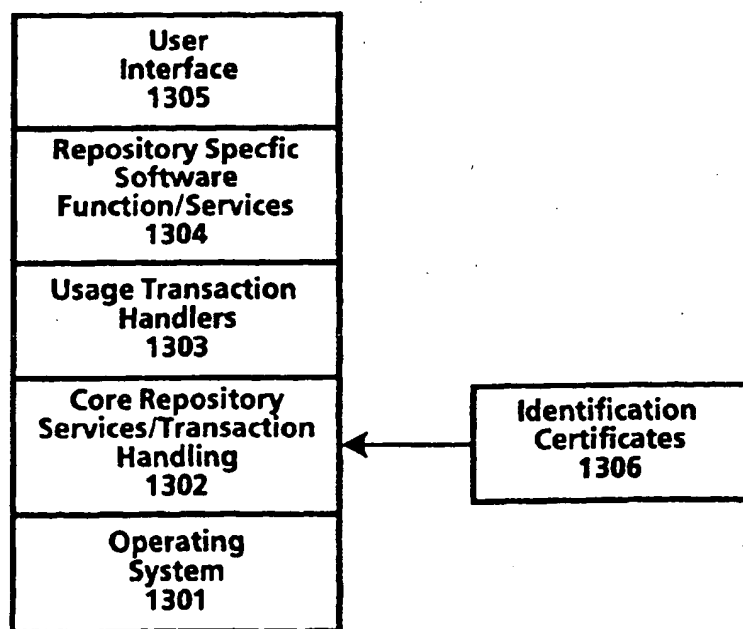 User
Interface
1305
Repository Specfic
Software
Function/Services
1304
Usage Transaction
Handlers
1303
Core Repository
Services/Transaction
Handling
1302
Identification
Certificates
1306
Operating
System
1301